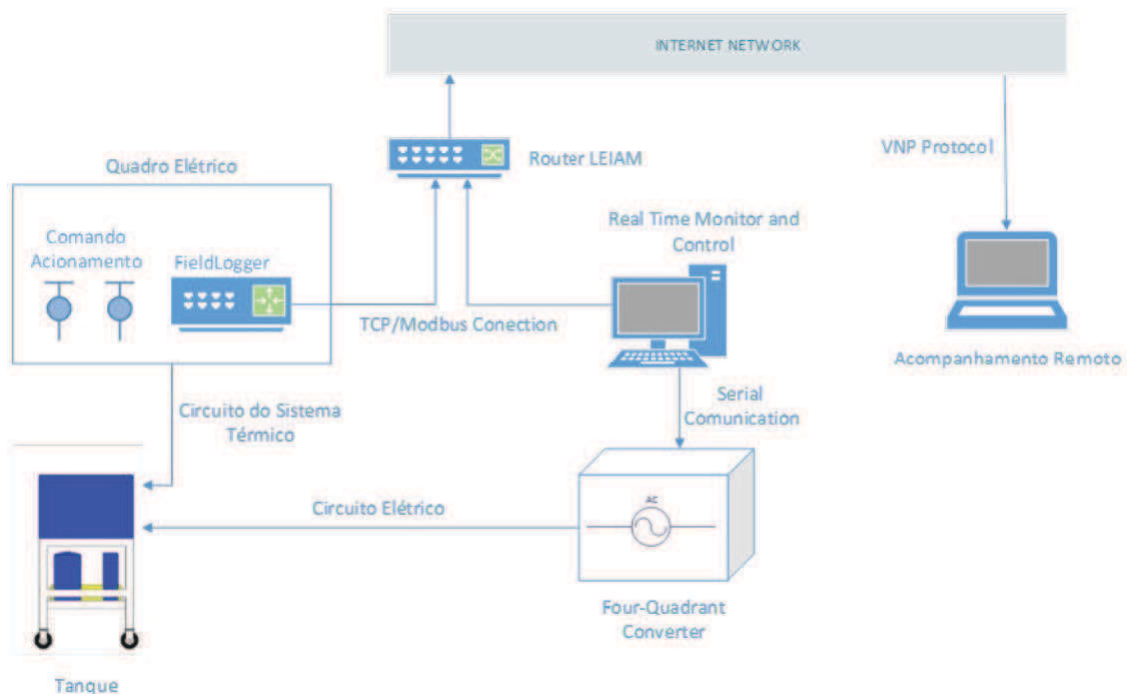 INTERNET NETWORK
VNP Protocol
Router LEIAM
Quadro Elétrico
Real Time Monitor and
Control
Comando
Acionamento
FieldLogger
TCP/Modbus Conection
Acompanhamento Remoto
Circuito do Sistema
Térmico
Serial
Comunication
AC
Circuito Elétrico
Four-Quadrant
Converter
Tanque